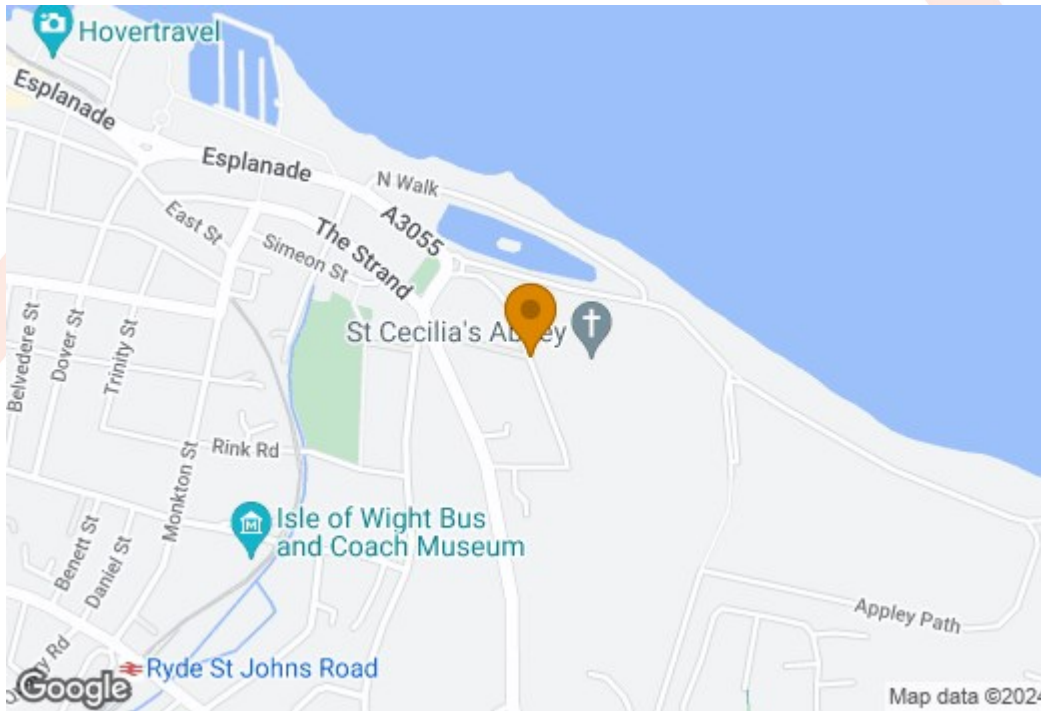 Hovertravel
Esplanade
Esplanade
N Walk
A3055
East St
Simeon St
The Strand
St Cecilia's
Belvedere St
Dover St
Trinity St
Rink Rd
Monkton St
Isle of Wight Bus
and Coach Museum
Benett St
Daniel St
Appley Path
Rd
Ryde St Johns Road
Google
Map data ©2024